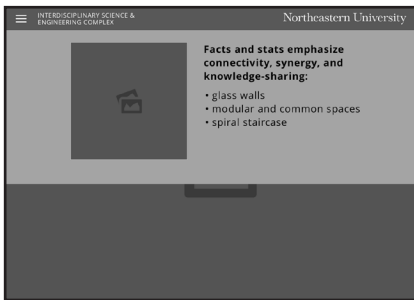 INTERDISCIPLINARY SCIENCE &
ENGINEERING COMPLEX
Northeastern University
Facts and stats emphasize
connectivity, synergy, and
knowledge-sharing:
• glass walls
• modular and common spaces
• spiral staircase